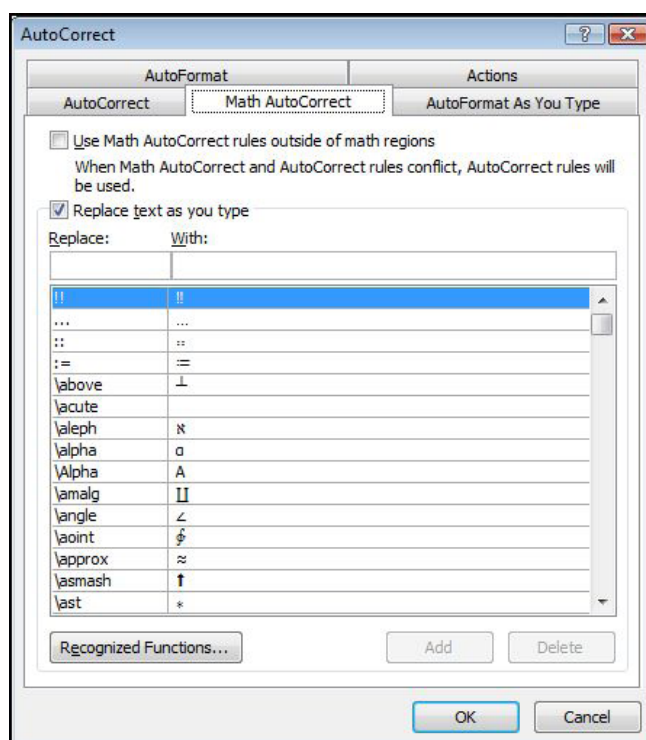 AutoCorrect
AutoFormat Actions
AutoCorrect Math AutoCorrect AutoFormat As You Type
Use Math AutoCorrect rules outside of math regions
When Math AutoCorrect and AutoCorrect rules conflict, AutoCorrect rules will
be used.
Replace text as you type
Replace: With:
!! ‼
... …
:: ∷
:= ≔
\above ┴
\acute
\aleph ℵ
\alpha α
\Alpha Α
\amalg ∐
\angle ∠
\aoint ∳
\approx ≈
\asmash ⬆
\ast ∗
Recognized Functions... Add Delete
OK Cancel